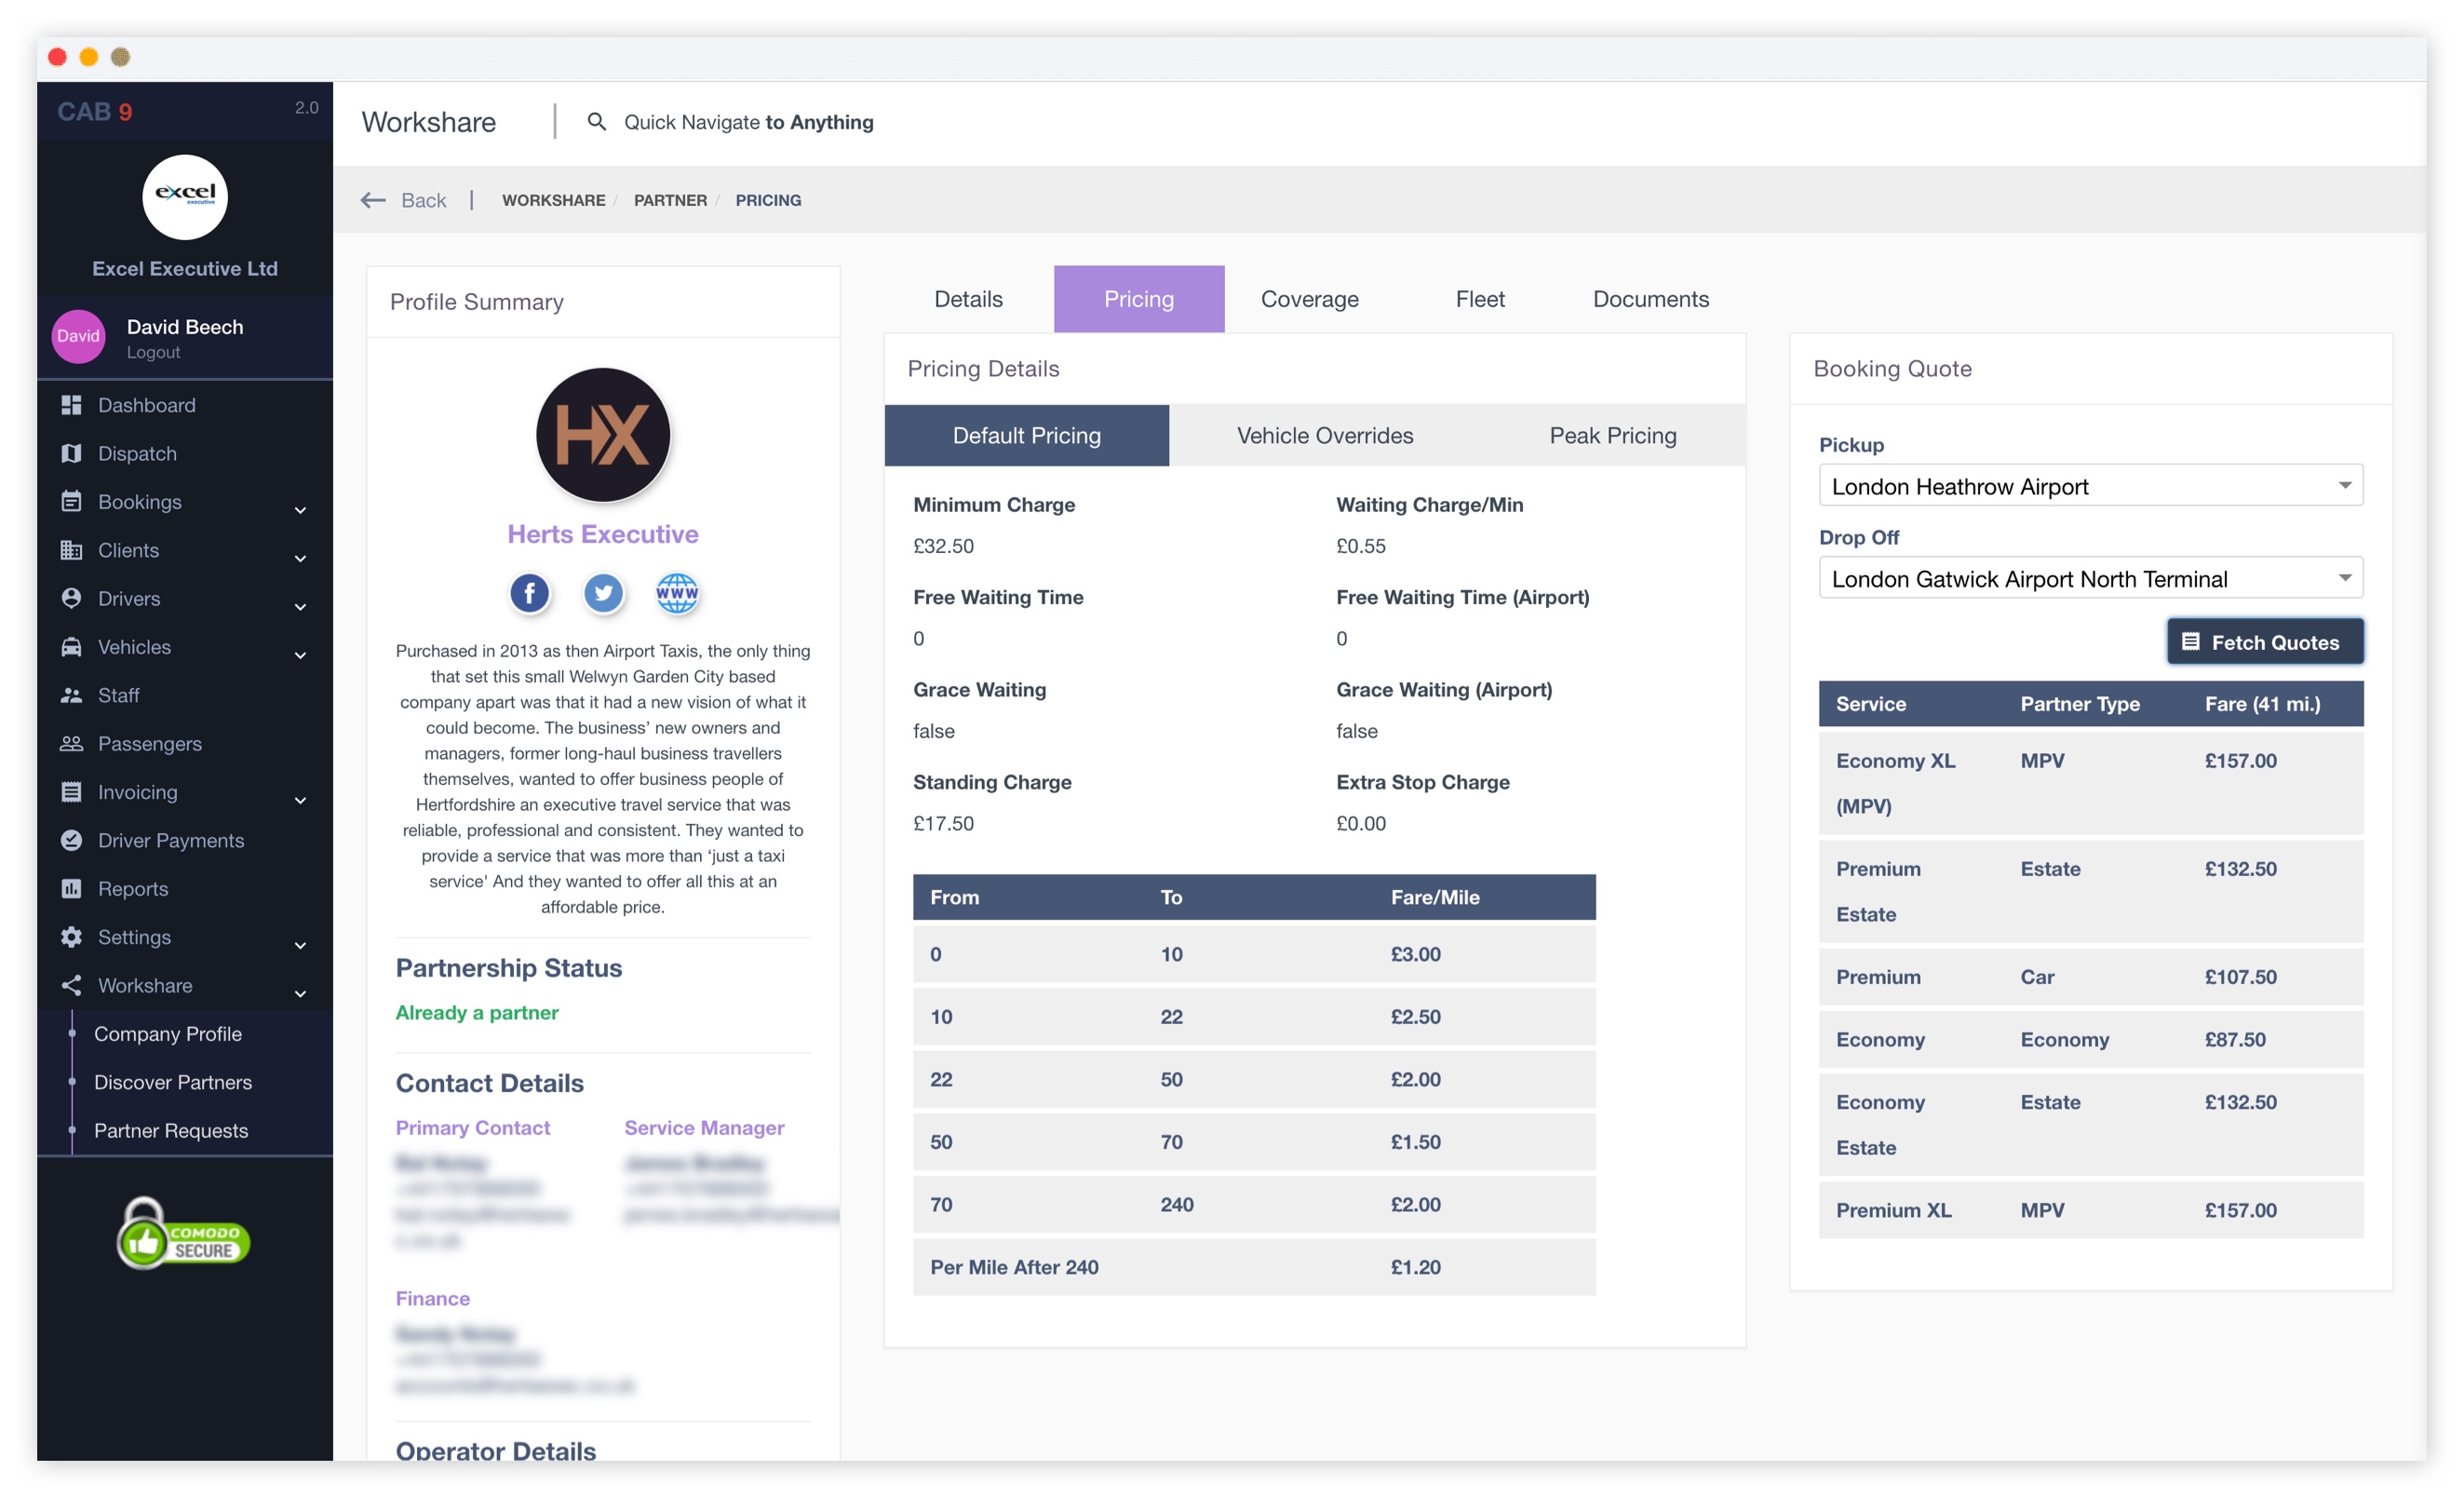 CAB 9
2.0
excel
executive
Excel Executive Ltd
David
David Beech
Logout
Dashboard
Dispatch
Bookings
Clients
Drivers
Vehicles
Staff
Passengers
Invoicing
Driver Payments
Reports
Settings
Workshare
Company Profile
Discover Partners
Partner Requests
COMODO
SECURE
Workshare
Quick Navigate to Anything
Back
WORKSHARE / PARTNER / PRICING
Profile Summary
HX
Herts Executive
f
WWW
Purchased in 2013 as then Airport Taxis, the only thing
that set this small Welwyn Garden City based
company apart was that it had a new vision of what it
could become. The business’ new owners and
managers, former long-haul business travellers
themselves, wanted to offer business people of
Hertfordshire an executive travel service that was
reliable, professional and consistent. They wanted to
provide a service that was more than ‘just a taxi
service' And they wanted to offer all this at an
affordable price.
Partnership Status
Already a partner
Contact Details
Primary Contact Service Manager
Finance
Operator Details
Details Pricing Coverage Fleet Documents
Pricing Details
Default Pricing Vehicle Overrides Peak Pricing
Minimum Charge Waiting Charge/Min
£32.50 £0.55
Free Waiting Time Free Waiting Time (Airport)
0 0
Grace Waiting Grace Waiting (Airport)
false false
Standing Charge Extra Stop Charge
£17.50 £0.00
From To Fare/Mile
0 10 £3.00
10 22 £2.50
22 50 £2.00
50 70 £1.50
70 240 £2.00
Per Mile After 240 £1.20
Booking Quote
Pickup
London Heathrow Airport
Drop Off
London Gatwick Airport North Terminal
Fetch Quotes
Service Partner Type Fare (41 mi.)
Economy XL MPV £157.00
(MPV)
Premium Estate £132.50
Estate
Premium Car £107.50
Economy Economy £87.50
Economy Estate £132.50
Estate
Premium XL MPV £157.00